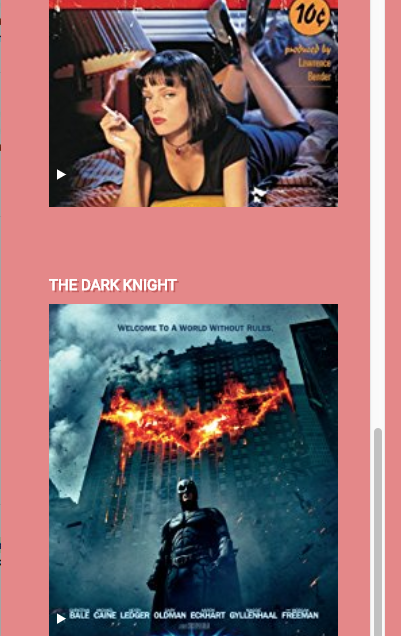 10¢
produced by
Lawrence
Bender
THE DARK KNIGHT
WELCOME TO A WORLD WITHOUT RULES.
BALE CAINE LEDGER OLDMAN ECKHART GYLLENHAAL FREEMAN